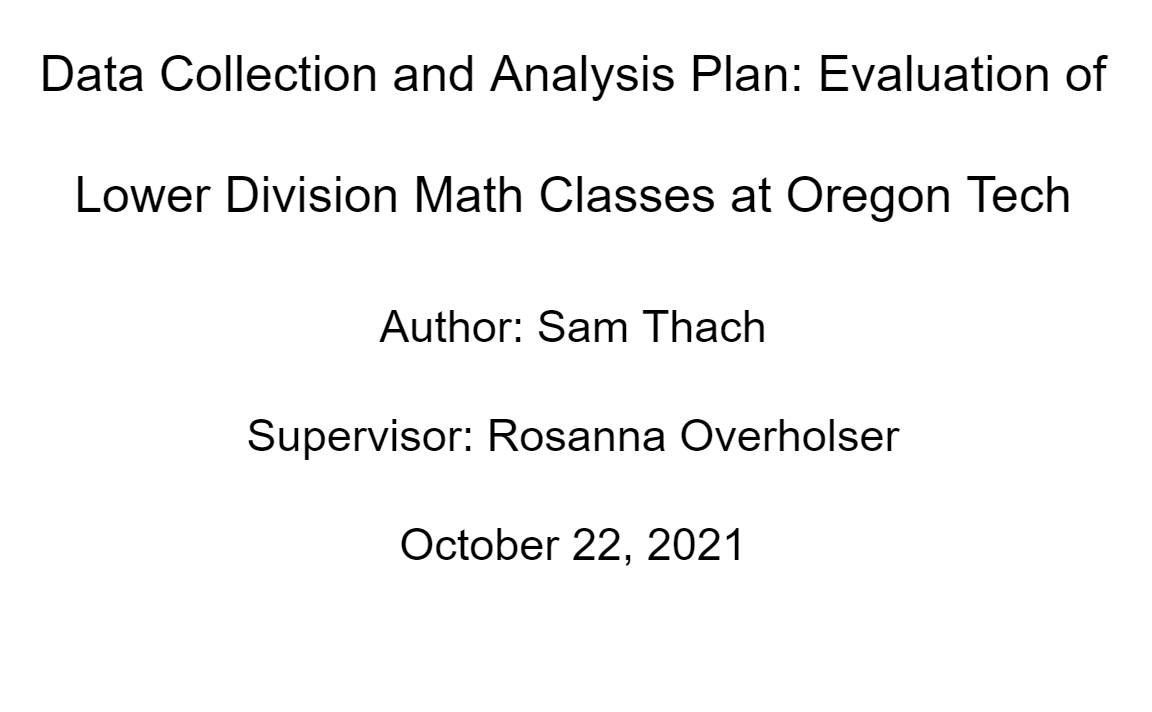 Data Collection and Analysis Plan: Evaluation of
Lower Division Math Classes at Oregon Tech
Author: Sam Thach
Supervisor: Rosanna Overholser
October 22, 2021